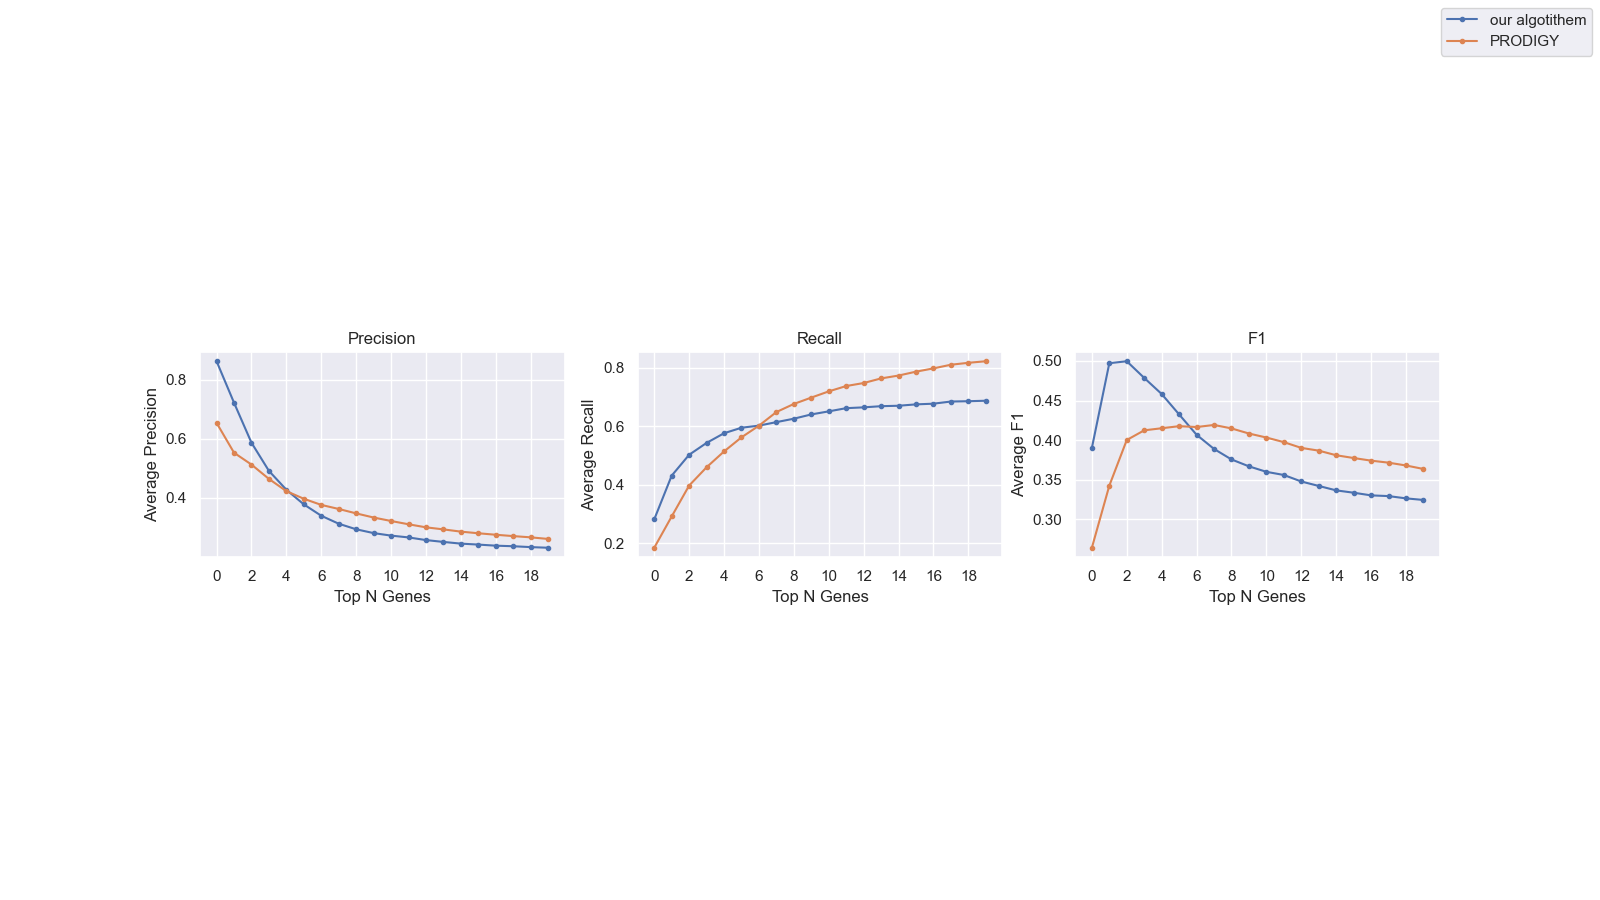 our algotithem
PRODIGY
Precision
Recall
F1
Average Precision
0.8
0.6
0.4
0 2 4 6 8 10 12 14 16 18
Top N Genes
Average Recall
0.8
0.6
0.4
0.2
0 2 4 6 8 10 12 14 16 18
Top N Genes
Average F1
0.50
0.45
0.40
0.35
0.30
0 2 4 6 8 10 12 14 16 18
Top N Genes